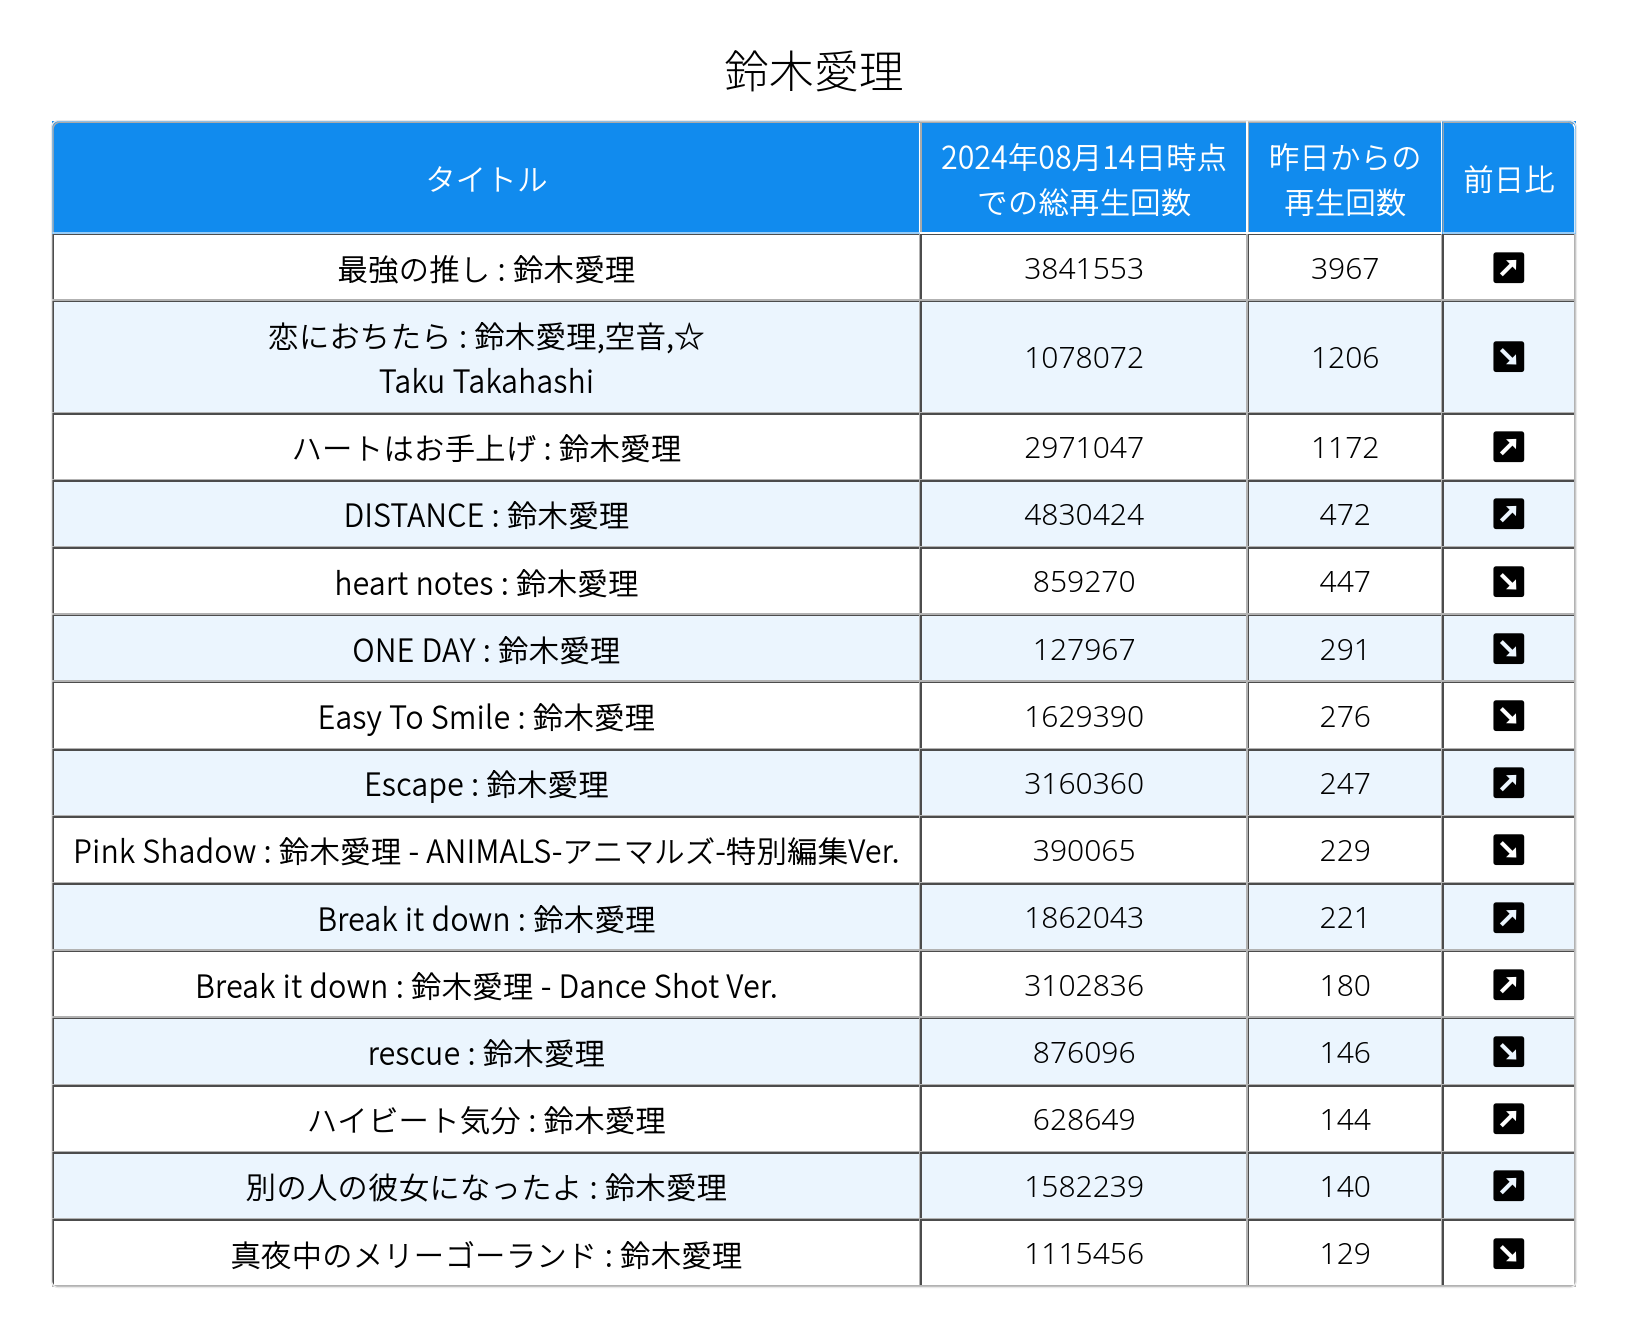 鈴木愛理
タイトル 2024年08月14日時点 昨日からの 前日比
での総再生回数 再生回数
最強の推し : 鈴木愛理 3841553 3967
恋におちたら : 鈴木愛理,空音,☆
Taku Takahashi 1078072 1206
ハートはお手上げ : 鈴木愛理 2971047 1172
DISTANCE : 鈴木愛理 4830424 472
heart notes : 鈴木愛理 859270 447
ONE DAY : 鈴木愛理 127967 291
Easy To Smile : 鈴木愛理 1629390 276
Escape : 鈴木愛理 3160360 247
Pink Shadow : 鈴木愛理 - ANIMALS-アニマルズ-特別編集Ver. 390065 229
Break it down : 鈴木愛理 1862043 221
Break it down : 鈴木愛理 - Dance Shot Ver. 3102836 180
rescue : 鈴木愛理 876096 146
ハイビート気分 : 鈴木愛理 628649 144
別の人の彼女になったよ : 鈴木愛理 1582239 140
真夜中のメリーゴーランド : 鈴木愛理 1115456 129